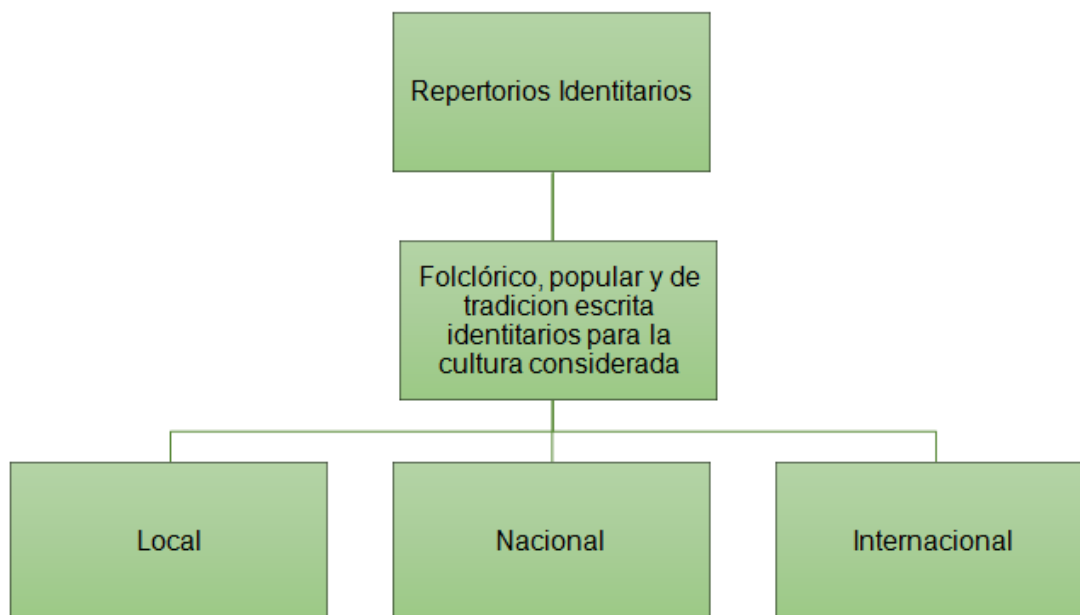 Repertorios Identitarios
Folclórico, popular y de
tradicion escrita
identitarios para la
cultura considerada
Local
Nacional
Internacional